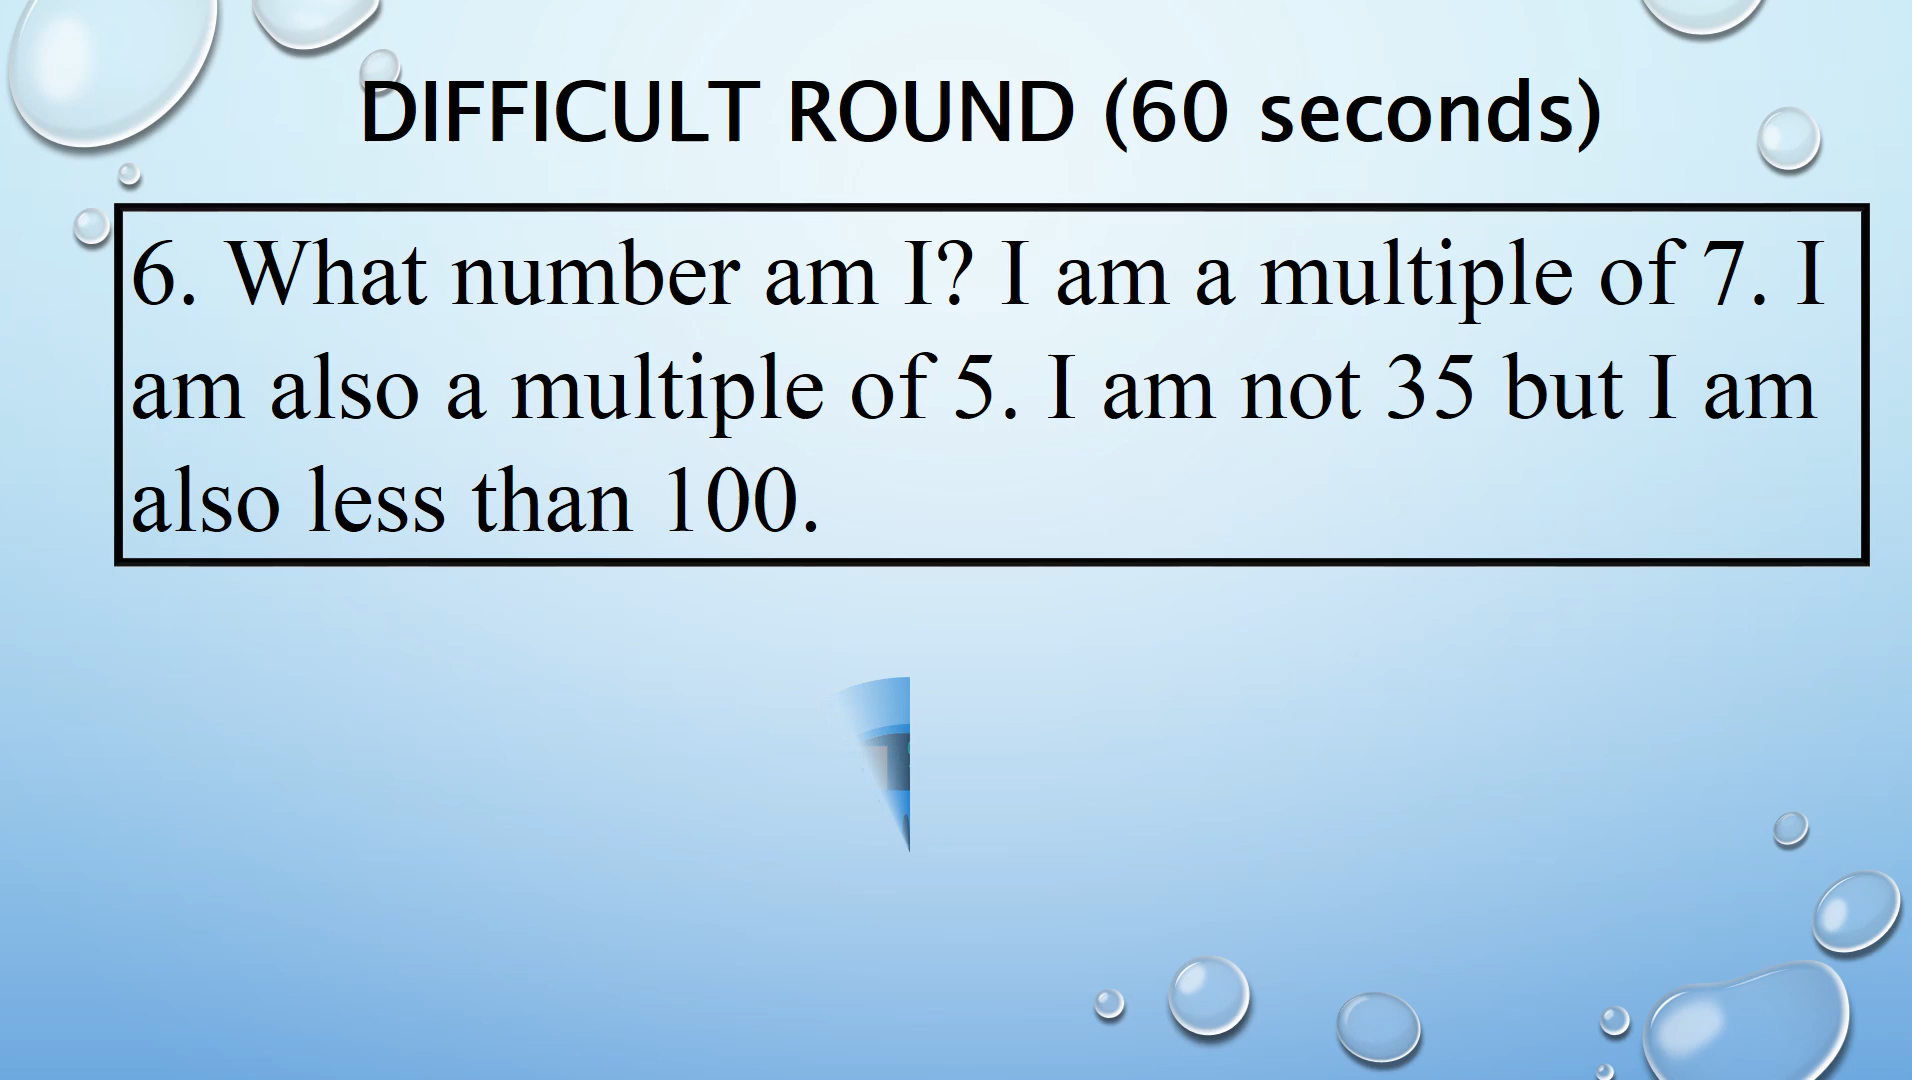 DIFFICULT ROUND (60 seconds)
6. What number am I? I am a multiple of 7. I
am also a multiple of 5. I am not 35 but I am
also less than 100.